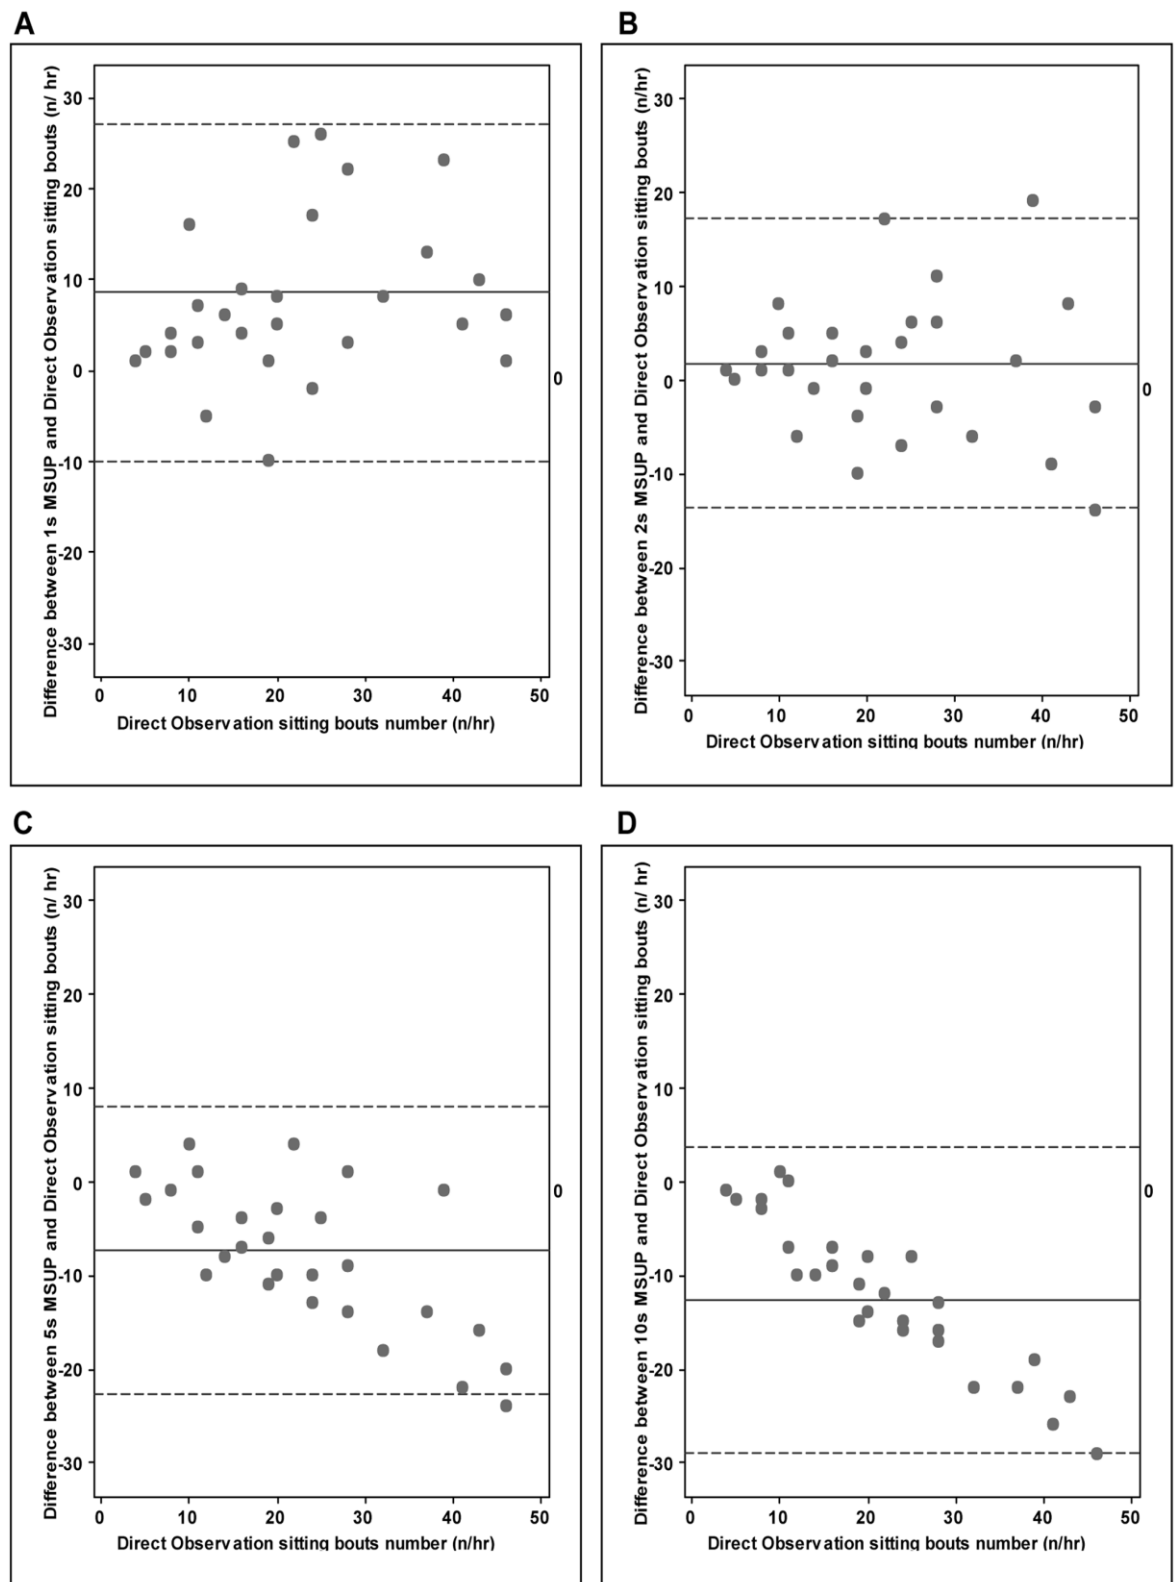 A
Difference between 1s MSUP and Direct Observation sitting bouts (n/ hr)
30
20
10
0
-10
-20
-30
0
0 10 20 30 40 50
Direct Observation sitting bouts number (n/hr)
B
Difference between 2s MSUP and Direct Observation sitting bouts (n/hr)
30
20
10
0
-10
-20
-30
0
0 10 20 30 40 50
Direct Observation sitting bouts number (n/hr)
C
Difference between 5s MSUP and Direct Observation sitting bouts (n/ hr)
30
20
10
0
-10
-20
-30
0
0 10 20 30 40 50
Direct Observation sitting bouts number (n/hr)
D
Difference between 10s MSUP and Direct Observation sitting bouts (n/ hr)
30
20
10
0
-10
-20
-30
0
0 10 20 30 40 50
Direct Observation sitting bouts number (n/hr)